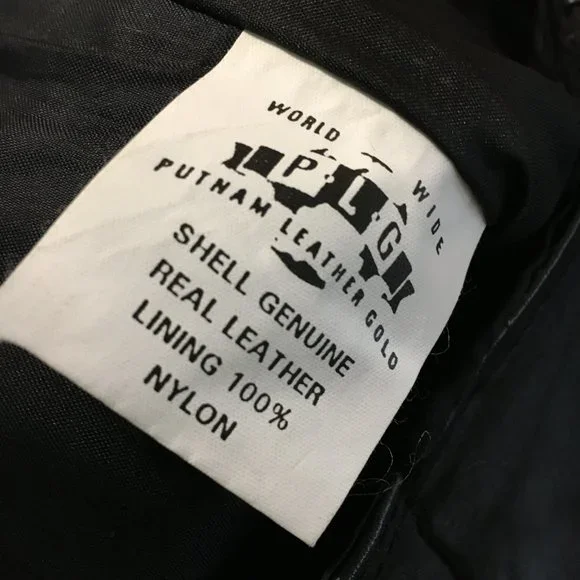 WORLD WIDE
P.L.G
PUTNAM LEATHER GOLD
SHELL GENUINE
REAL LEATHER
LINING 100%
NYLON